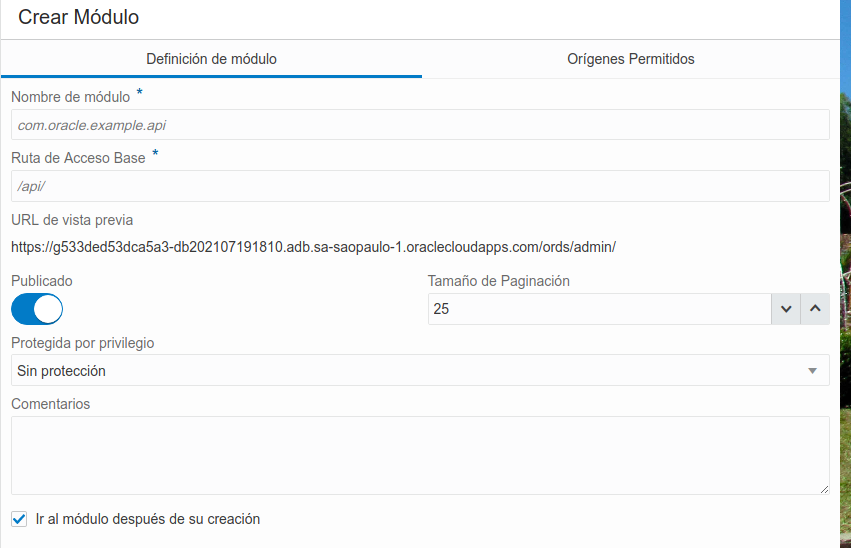 Crear Módulo
Definición de módulo
Orígenes Permitidos
Nombre de módulo *
com.oracle.example.api
Ruta de Acceso Base *
/api/
URL de vista previa
https://g533ded53dca5a3-db202107191810.adb.sa-saopaulo-1.oraclecloudapps.com/ords/admin/
Publicado
Tamaño de Paginación
25
Protegida por privilegio
Sin protección
Comentarios
Ir al módulo después de su creación